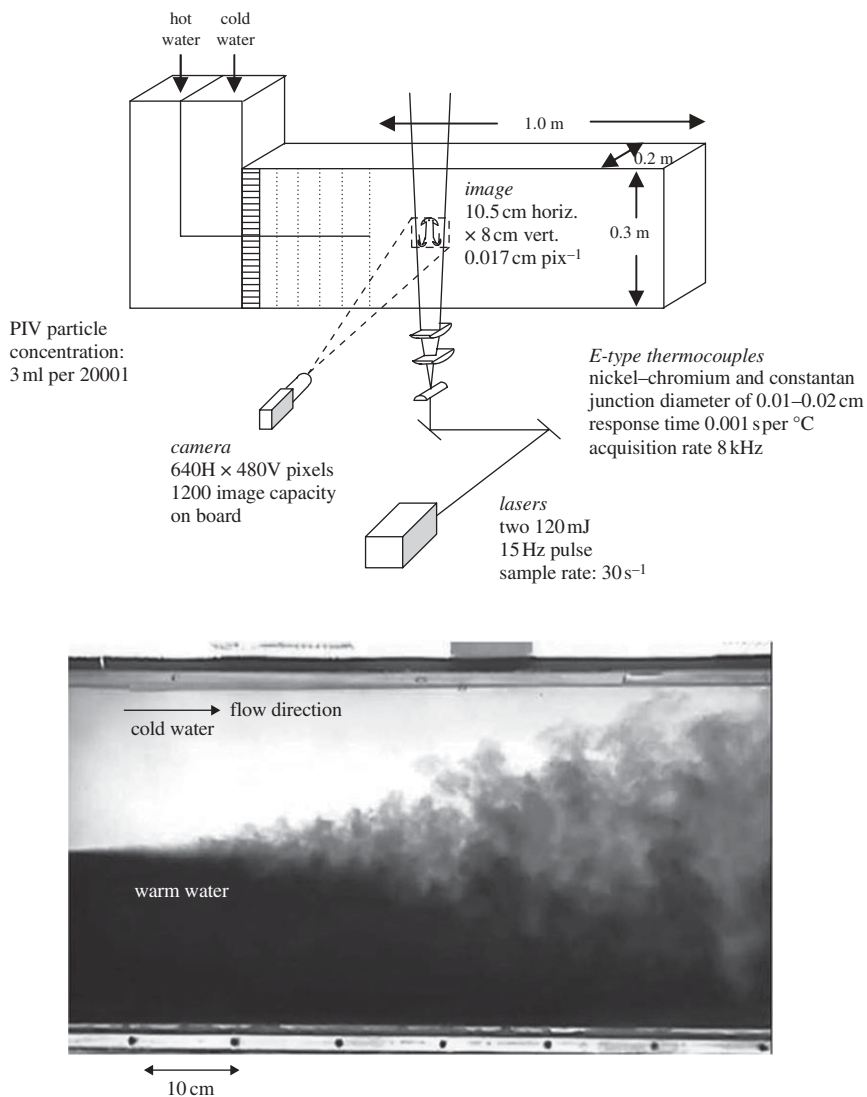 hot
water
cold
water
1.0 m
0.2 m
image
10.5 cm horiz.
× 8 cm vert.
0.017 cm pix⁻¹
0.3 m
PIV particle
concentration:
3 ml per 20001
E-type thermocouples
nickel–chromium and constantan
junction diameter of 0.01–0.02 cm
response time 0.001 s per °C
acquisition rate 8 kHz
camera
640H × 480V pixels
1200 image capacity
on board
lasers
two 120 mJ
15 Hz pulse
sample rate: 30 s⁻¹
flow direction
cold water
warm water
10 cm